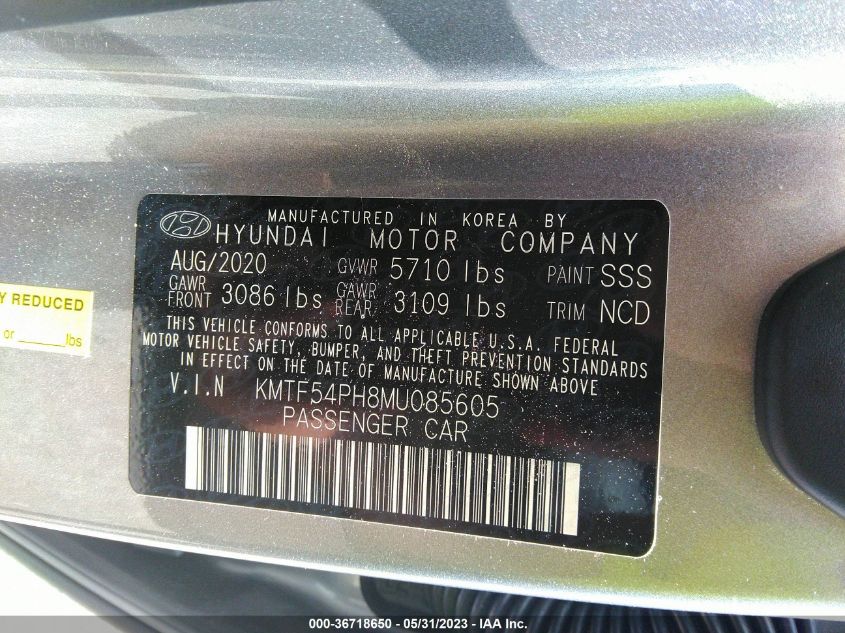 MANUFACTURED IN KOREA BY
HYUNDAI MOTOR COMPANY
AUG/2020 GVWR 5710 lbs PAINT SSS
GAWR FRONT 3086 lbs GAWR REAR 3109 lbs TRIM NCD
THIS VEHICLE CONFORMS TO ALL APPLICABLE U.S.A. FEDERAL
MOTOR VEHICLE SAFETY, BUMPER, AND THEFT PREVENTION STANDARDS
IN EFFECT ON THE DATE OF MANUFACTURE SHOWN ABOVE
V.I.N KMTF54PH8MU085605
PASSENGER CAR
Y REDUCED
or ______lbs
000-36718650 - 05/31/2023 - IAA Inc.